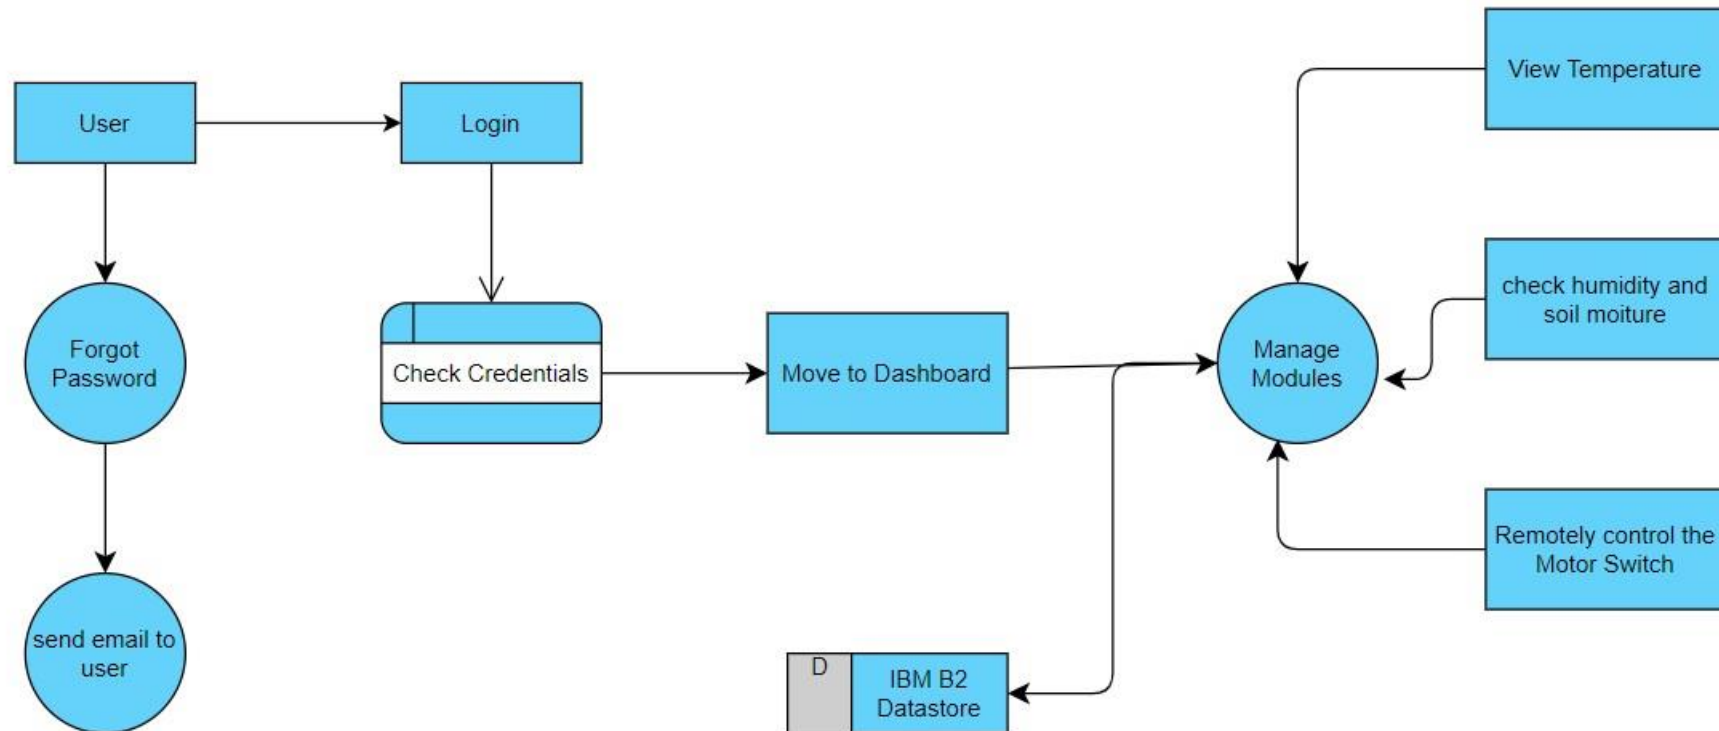 View Temperature
User
Login
check humidity and
soil moiture
Forgot
Password
Check Credentials
Move to Dashboard
Manage
Modules
Remotely control the
Motor Switch
send email to
user
D
IBM B2
Datastore